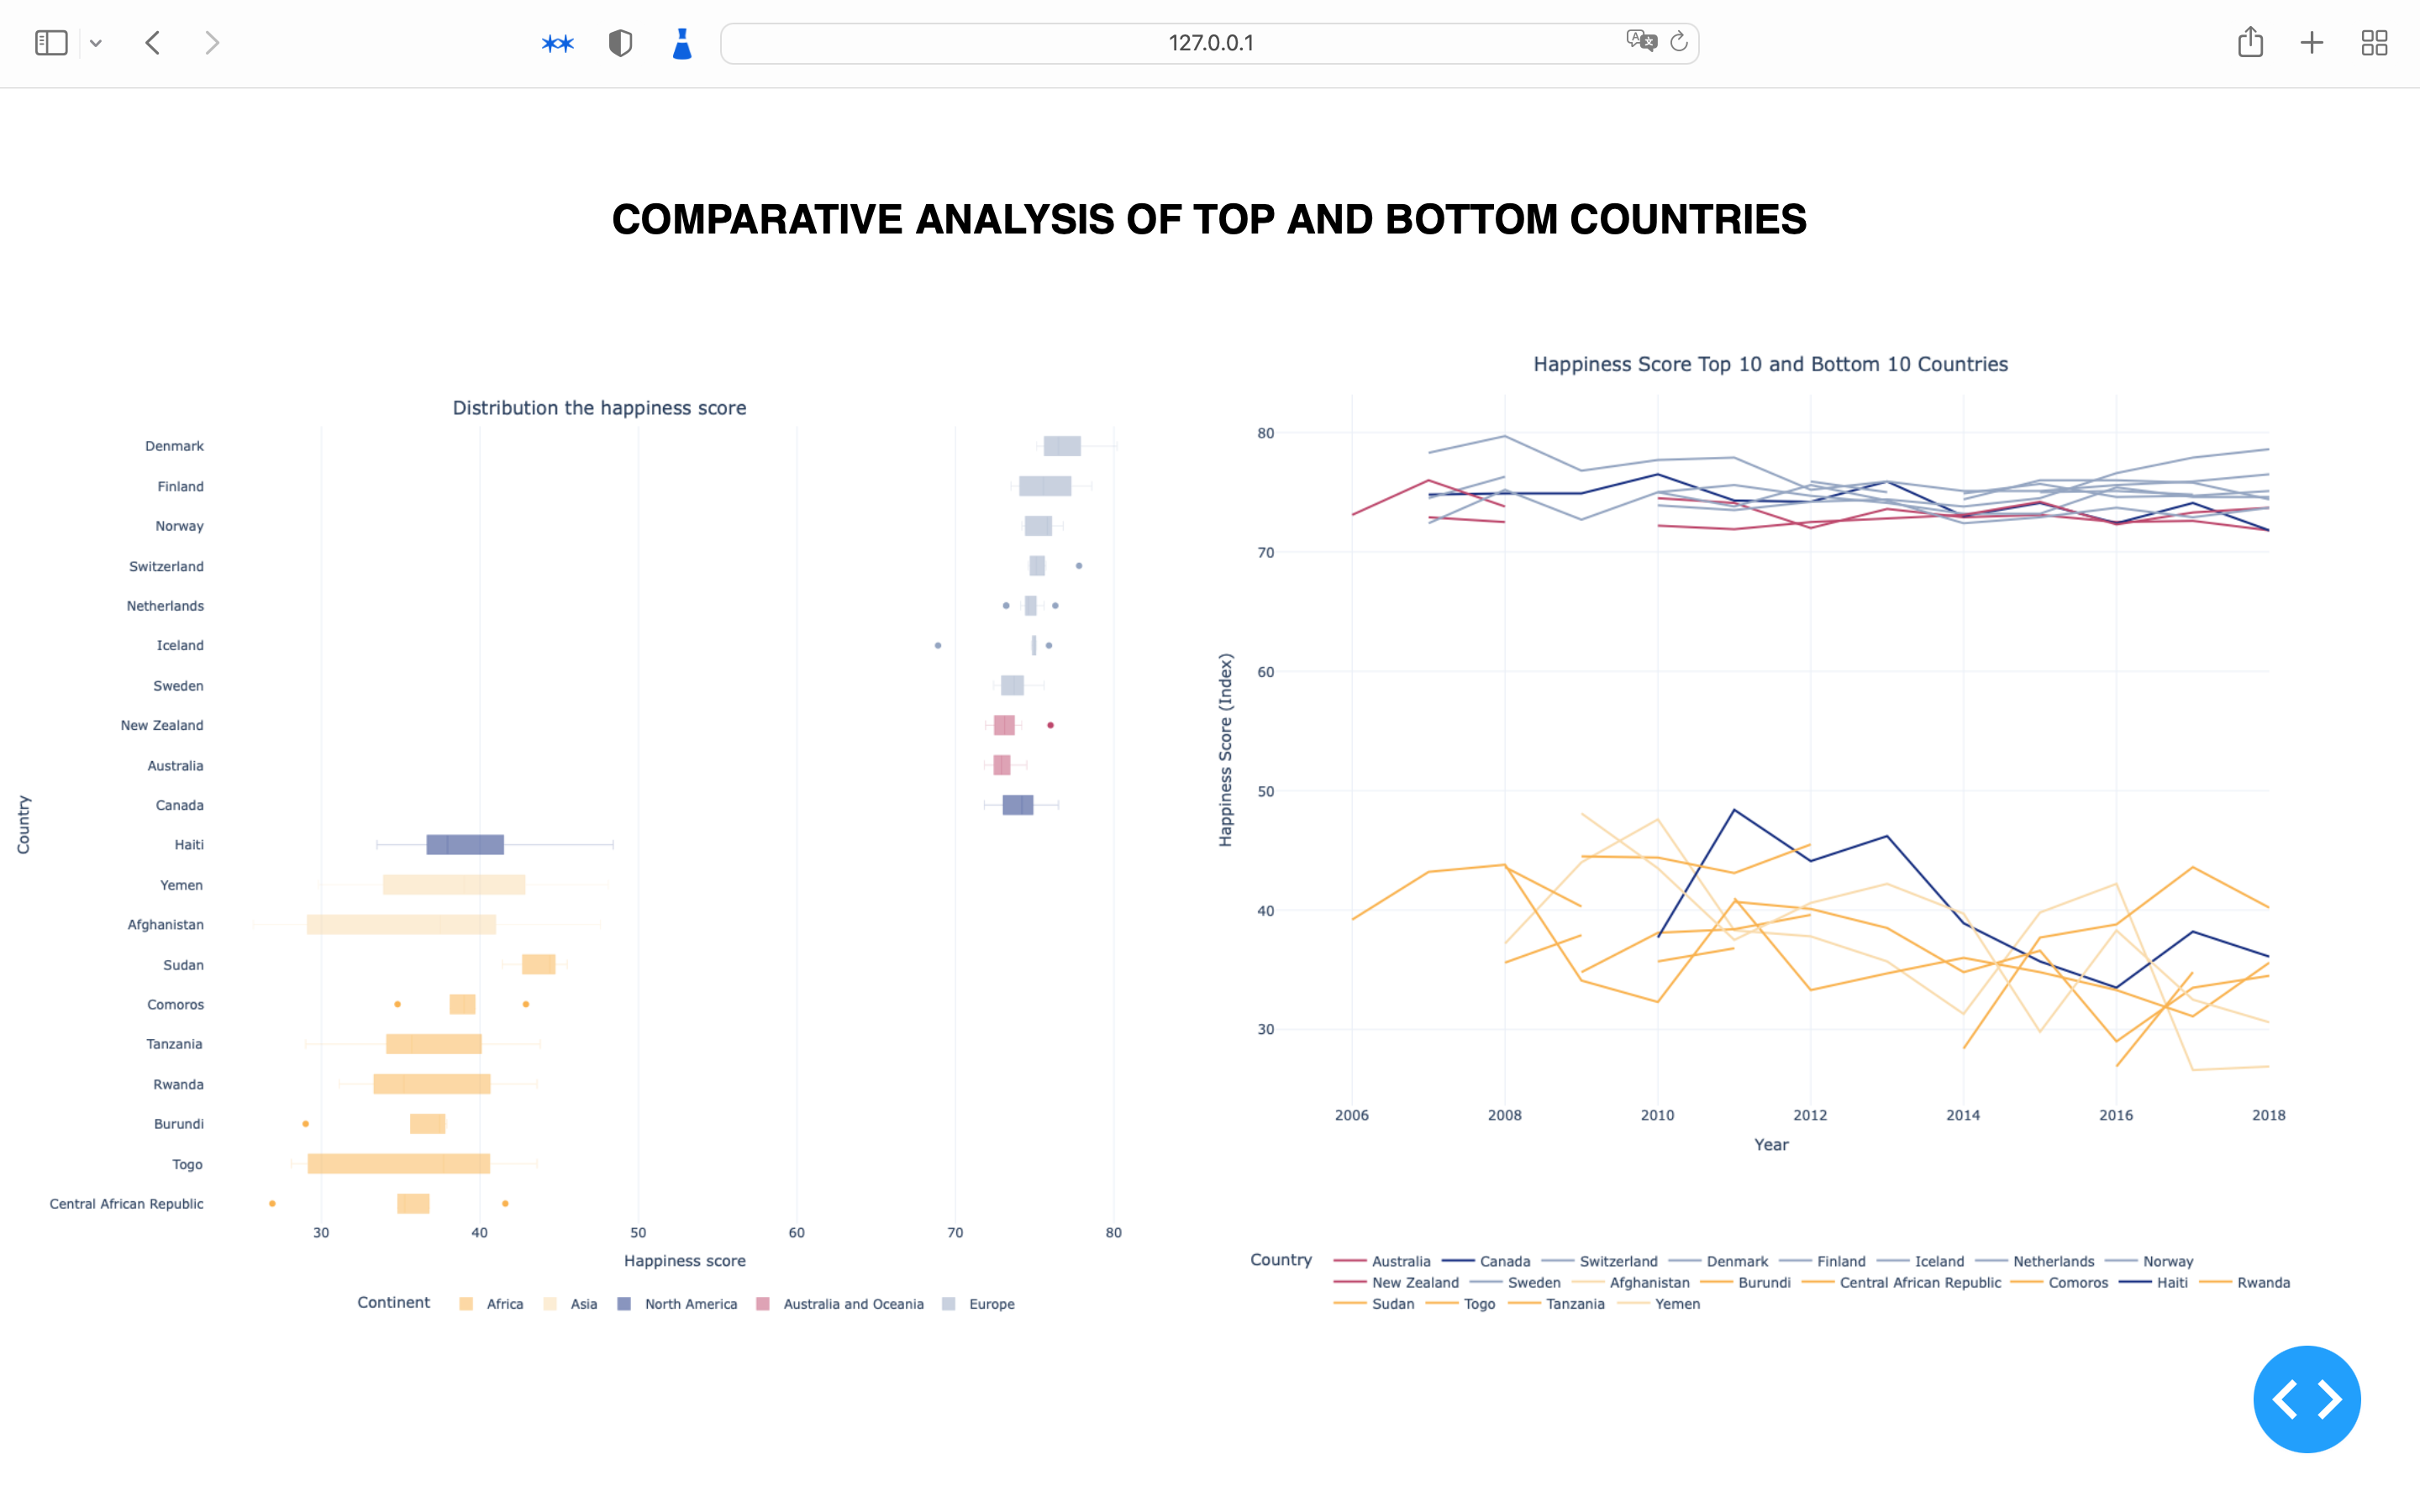 127.0.0.1
COMPARATIVE ANALYSIS OF TOP AND BOTTOM COUNTRIES
Distribution the happiness score
Country
Denmark
Finland
Norway
Switzerland
Netherlands
Iceland
Sweden
New Zealand
Australia
Canada
Haiti
Yemen
Afghanistan
Sudan
Comoros
Tanzania
Rwanda
Burundi
Togo
Central African Republic
30 40 50 60 70 80
Happiness score
Continent Africa Asia North America Australia and Oceania Europe
Happiness Score Top 10 and Bottom 10 Countries
Happiness Score (Index)
80
70
60
50
40
30
2006 2008 2010 2012 2014 2016 2018
Year
Country Australia Canada Switzerland Denmark Finland Iceland Netherlands Norway
New Zealand Sweden Afghanistan Burundi Central African Republic Comoros Haiti Rwanda
Sudan Togo Tanzania Yemen